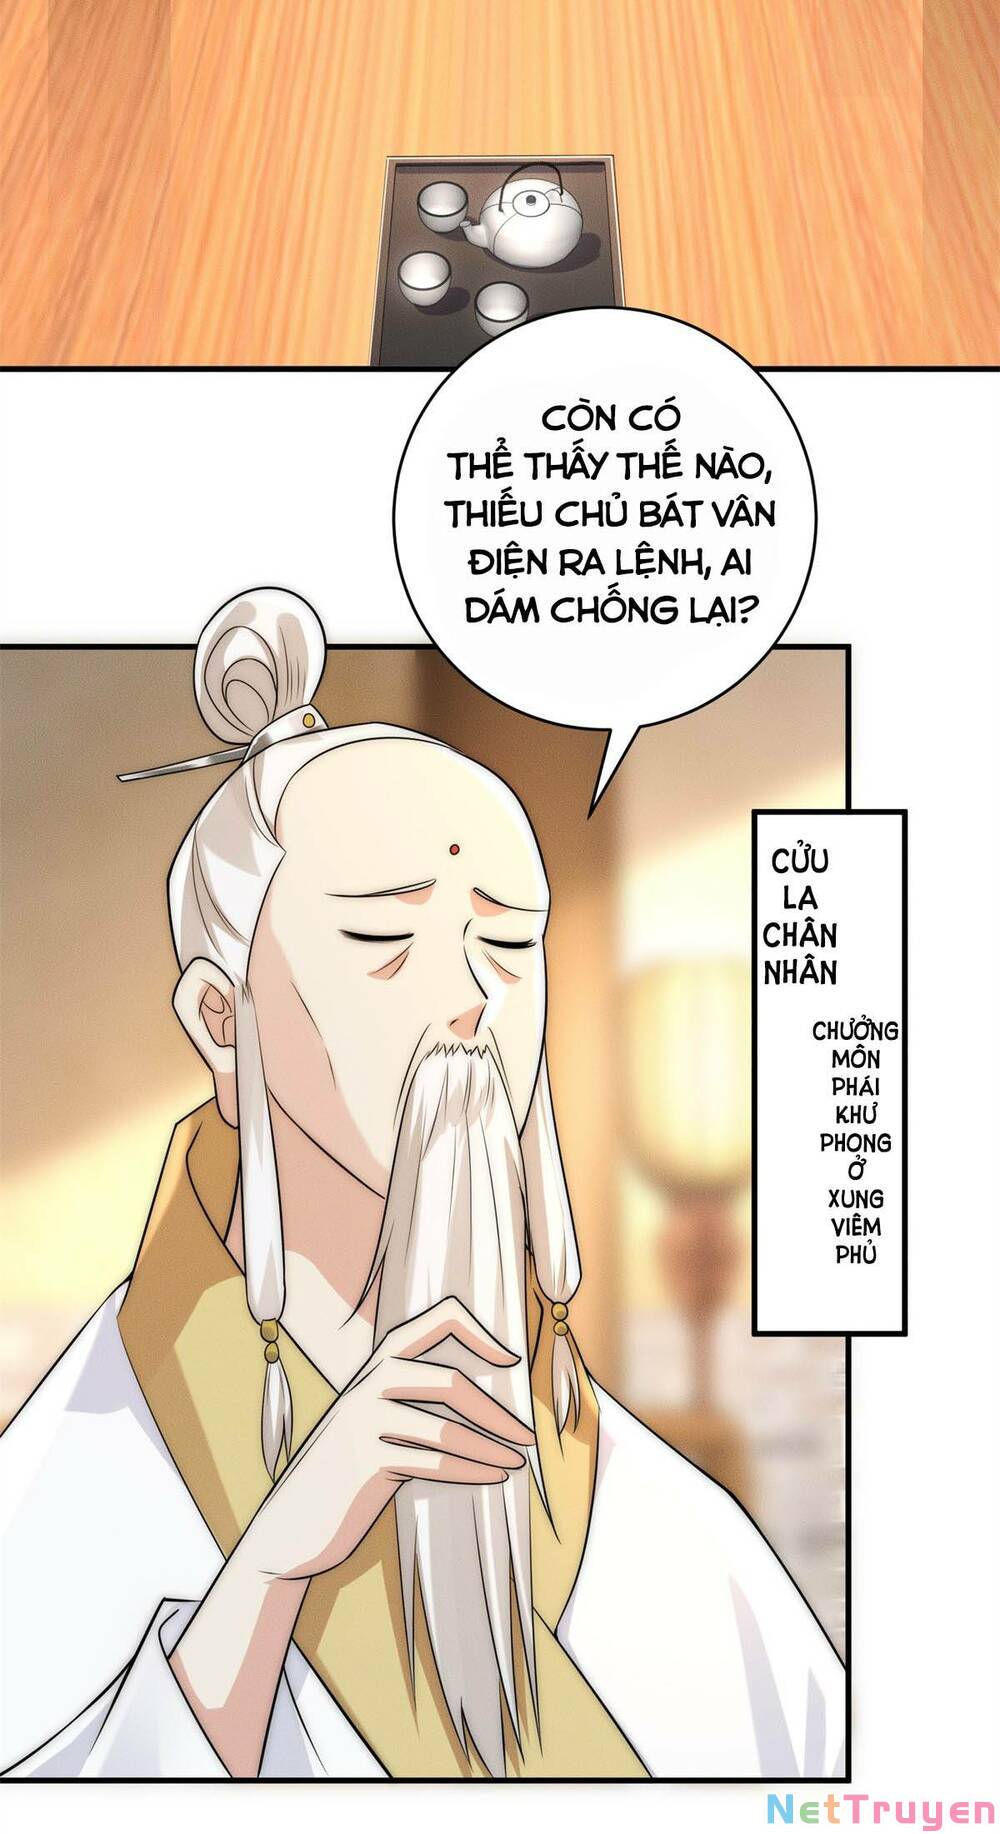 CÒN CÓ
THỂ THẤY THẾ NÀO,
THIẾU CHỦ BÁT VÂN
ĐIỆN RA LỆNH, AI
DÁM CHỐNG LẠI?
CỬU
LA
CHÂN
NHÂN
CHƯỞNG
MÔN
PHÁI
KHƯ
PHONG
Ở
XUNG
VIÊM
PHỦ
NetTruyen